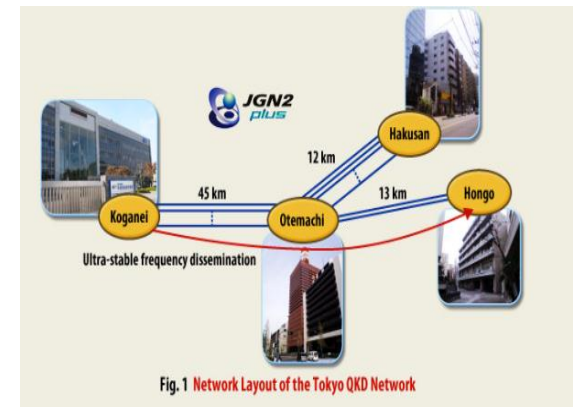 JGN2
plus
Hakusan
12 km
45 km
13 km
Hongo
Koganei
Otemachi
Ultra-stable frequency dissemination
Fig. 1 Network Layout of the Tokyo QKD Network